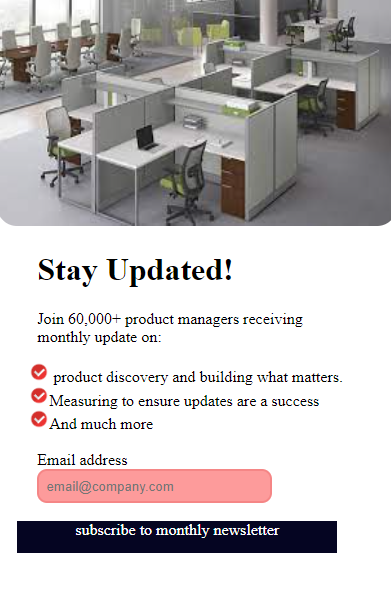 Stay Updated!
Join 60,000+ product managers receiving
monthly update on:
product discovery and building what matters.
Measuring to ensure updates are a success
And much more
Email address
email@company.com
subscribe to monthly newsletter